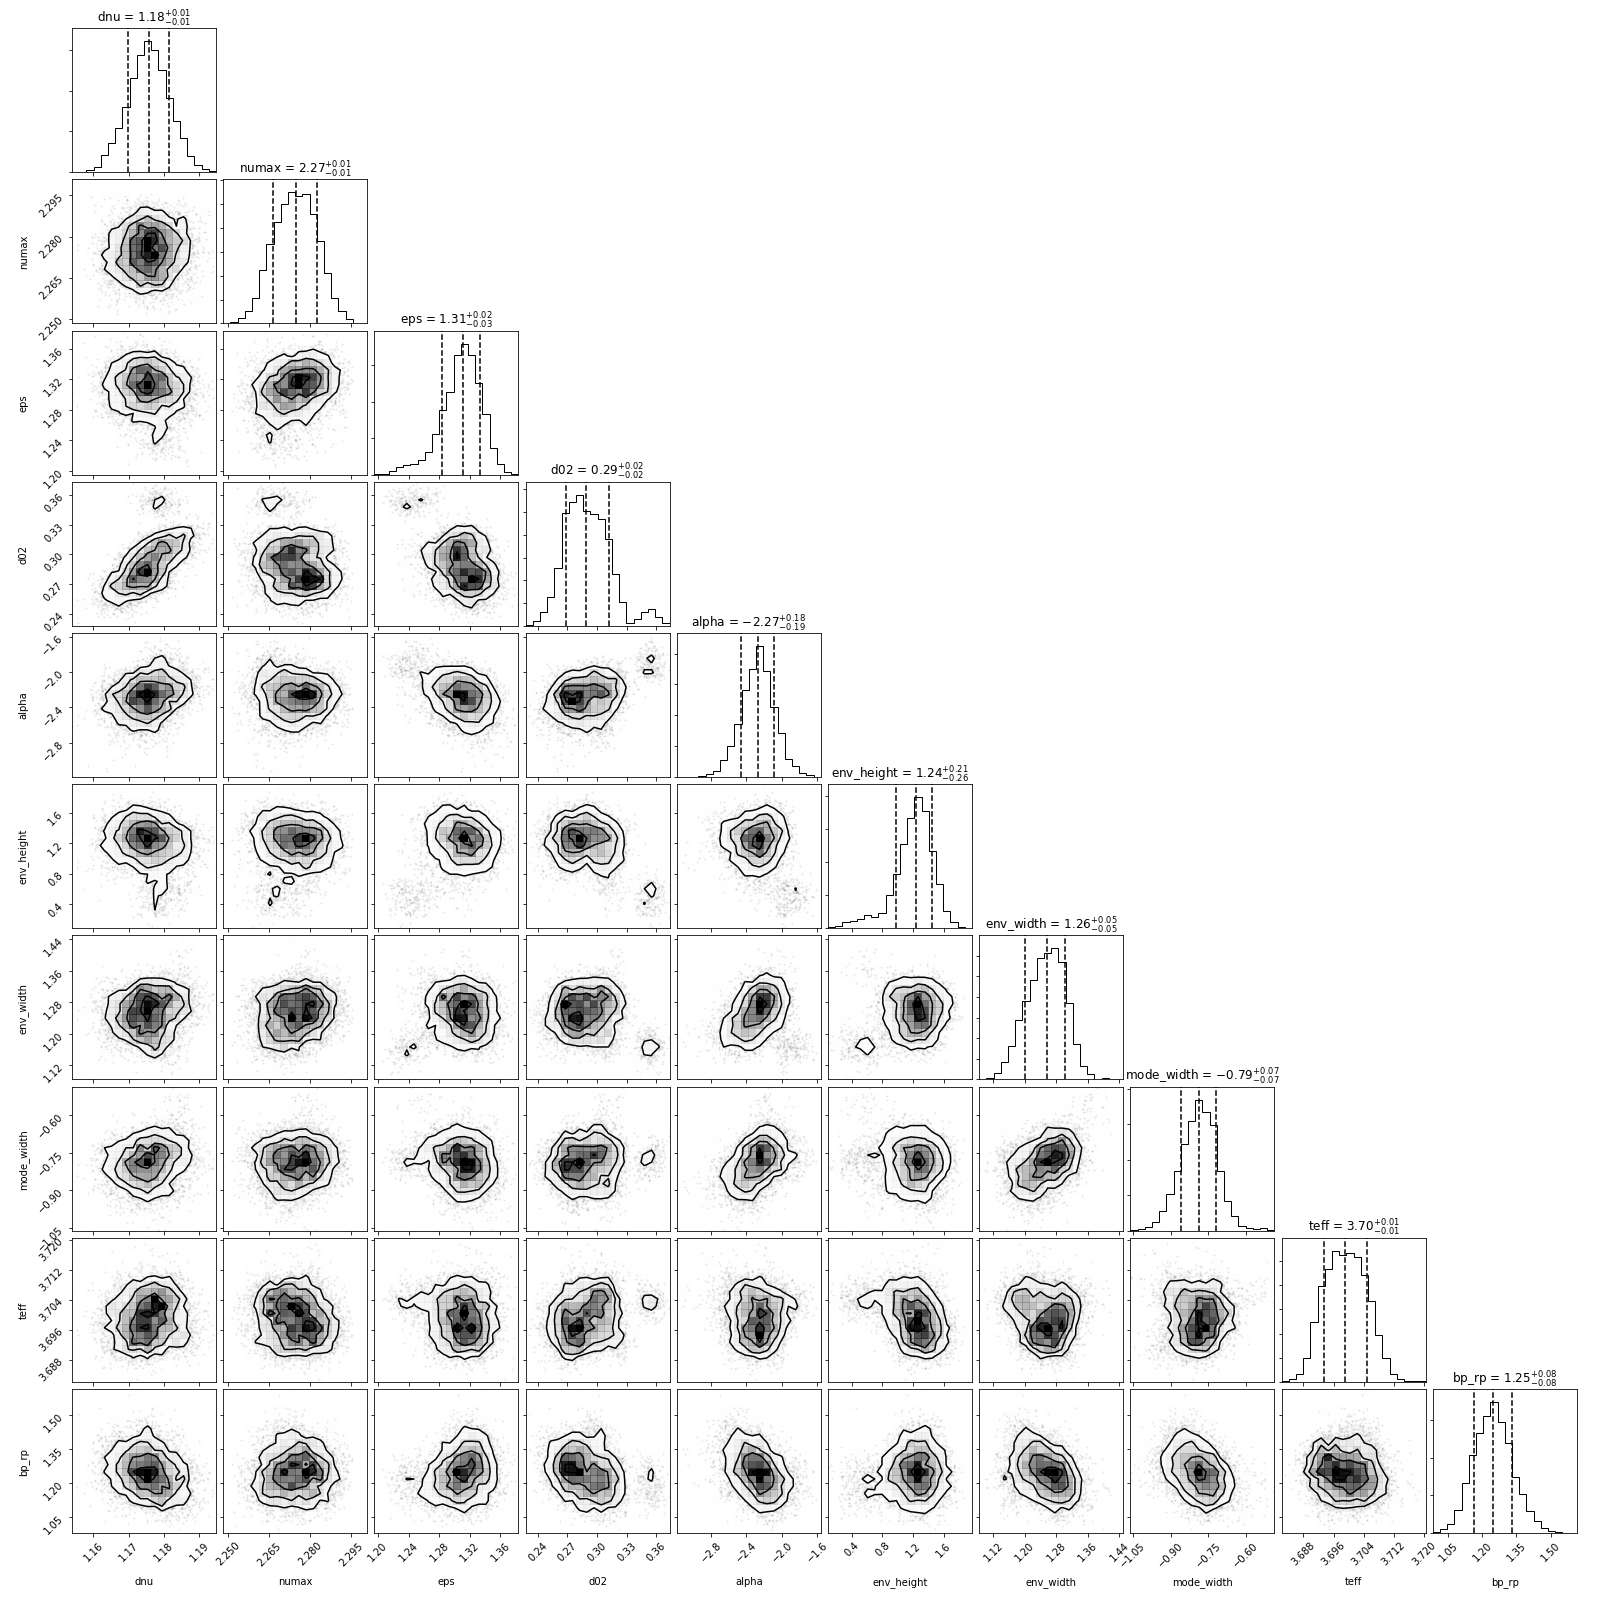 dnu = 1.18+0.01−0.01
numax = 2.27+0.01−0.01
2.295
2.280
2.265
2.250
numax
eps = 1.31+0.02−0.03
1.36
1.32
1.28
1.24
1.20
eps
d02 = 0.29+0.02−0.02
0.36
0.33
0.30
0.27
0.24
d02
alpha = −2.27+0.18−0.19
−1.6
−2.0
−2.4
−2.8
alpha
env_height = 1.24+0.21−0.26
1.6
1.2
0.8
0.4
env_height
env_width = 1.26+0.05−0.05
1.44
1.36
1.28
1.20
1.12
env_width
mode_width = −0.79+0.07−0.07
−0.60
−0.75
−0.90
−1.05
mode_width
teff = 3.70+0.01−0.01
3.720
3.712
3.704
3.696
3.688
teff
bp_rp = 1.25+0.08−0.08
1.50
1.35
1.20
1.05
bp_rp
1.16 1.17 1.18 1.19 2.250 2.265 2.280 2.295 1.20 1.24 1.28 1.32 1.36 0.24 0.27 0.30 0.33 0.36 −2.8 −2.4 −2.0 −1.6 0.4 0.8 1.2 1.6 1.12 1.20 1.28 1.36 1.44 −1.05 −0.90 −0.75 −0.60 3.688 3.696 3.704 3.712 3.720 1.05 1.20 1.35 1.50
dnu numax eps d02 alpha env_height env_width mode_width teff bp_rp